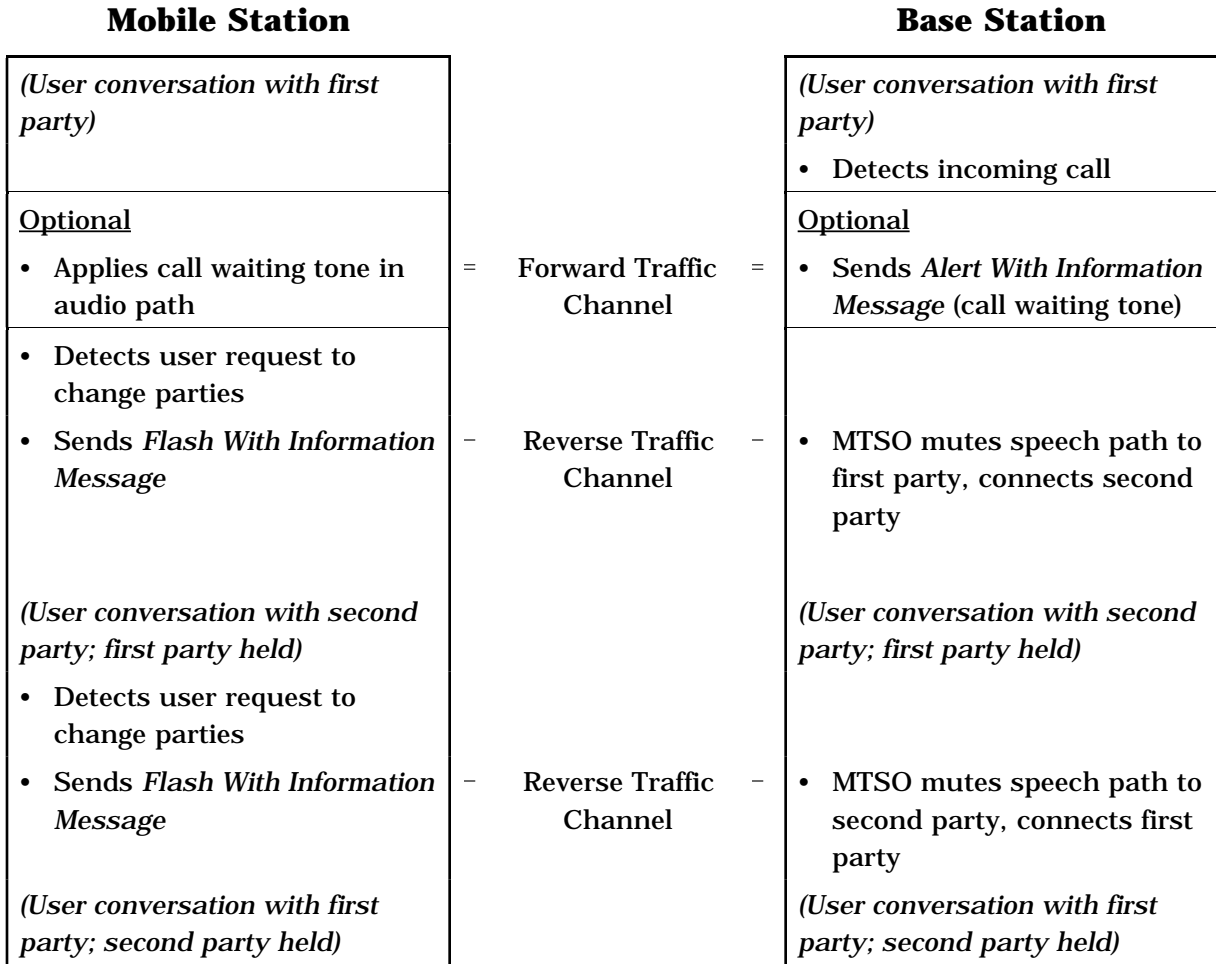 Mobile Station
Base Station
(User conversation with first
party)
(User conversation with first
party)
• Detects incoming call
Optional
Optional
• Applies call waiting tone in
audio path
= Forward Traffic =
Channel
• Sends Alert With Information
Message (call waiting tone)
• Detects user request to
change parties
• Sends Flash With Information
Message
– Reverse Traffic –
Channel
• MTSO mutes speech path to
first party, connects second
party
(User conversation with second
party; first party held)
(User conversation with second
party; first party held)
• Detects user request to
change parties
• Sends Flash With Information
Message
– Reverse Traffic –
Channel
• MTSO mutes speech path to
second party, connects first
party
(User conversation with first
party; second party held)
(User conversation with first
party; second party held)